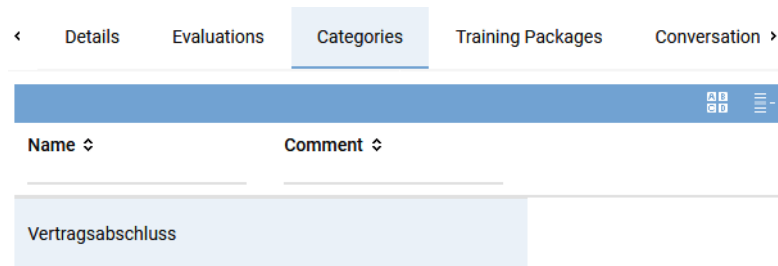 Details Evaluations Categories Training Packages Conversation
A B
C D
Name Comment
Vertragsabschluss